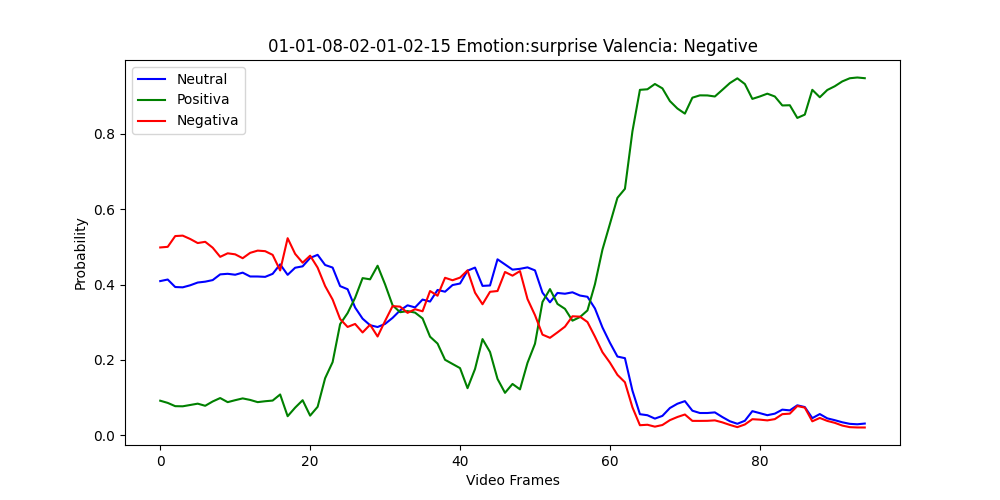 01-01-08-02-01-02-15 Emotion:surprise Valencia: Negative
Neutral
Positiva
Negativa
Probability
0.8
0.6
0.4
0.2
0.0
0 20 40 60 80
Video Frames